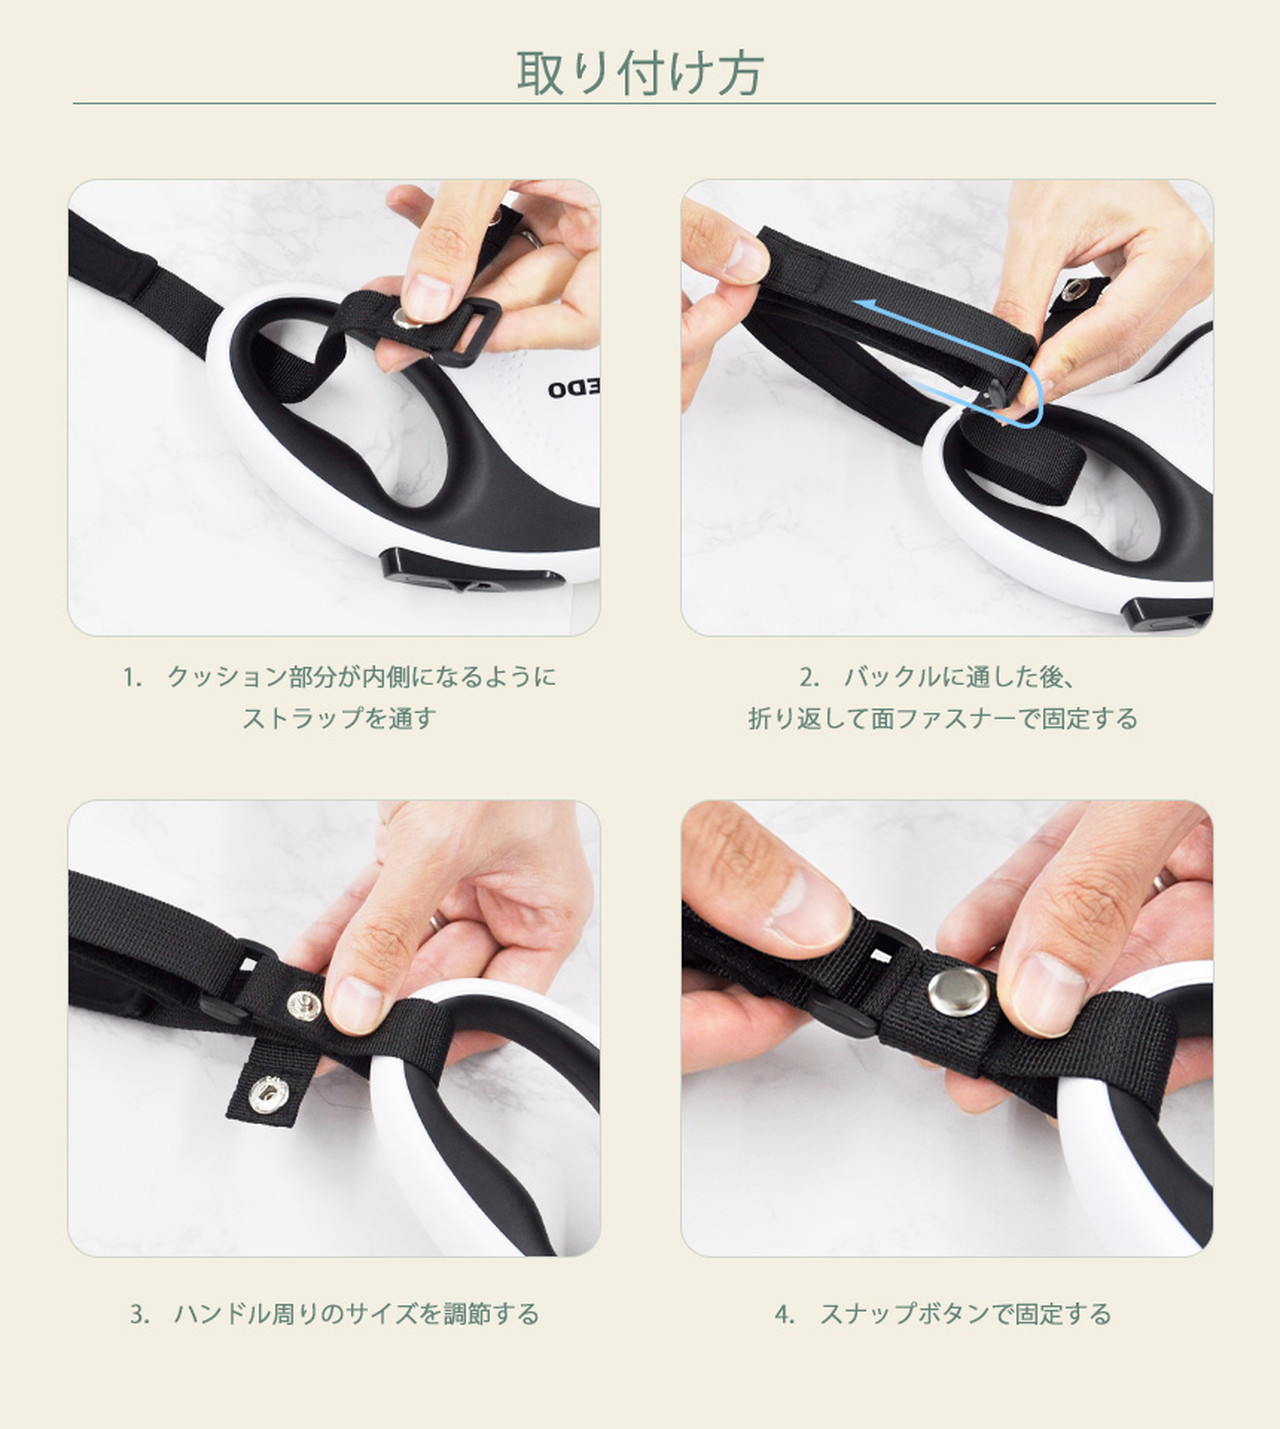 取り付け方
EDO
1. クッション部分が内側になるように
ストラップを通す
2. バックルに通した後、
折り返して面ファスナーで固定する
3. ハンドル周りのサイズを調節する
4. スナップボタンで固定する